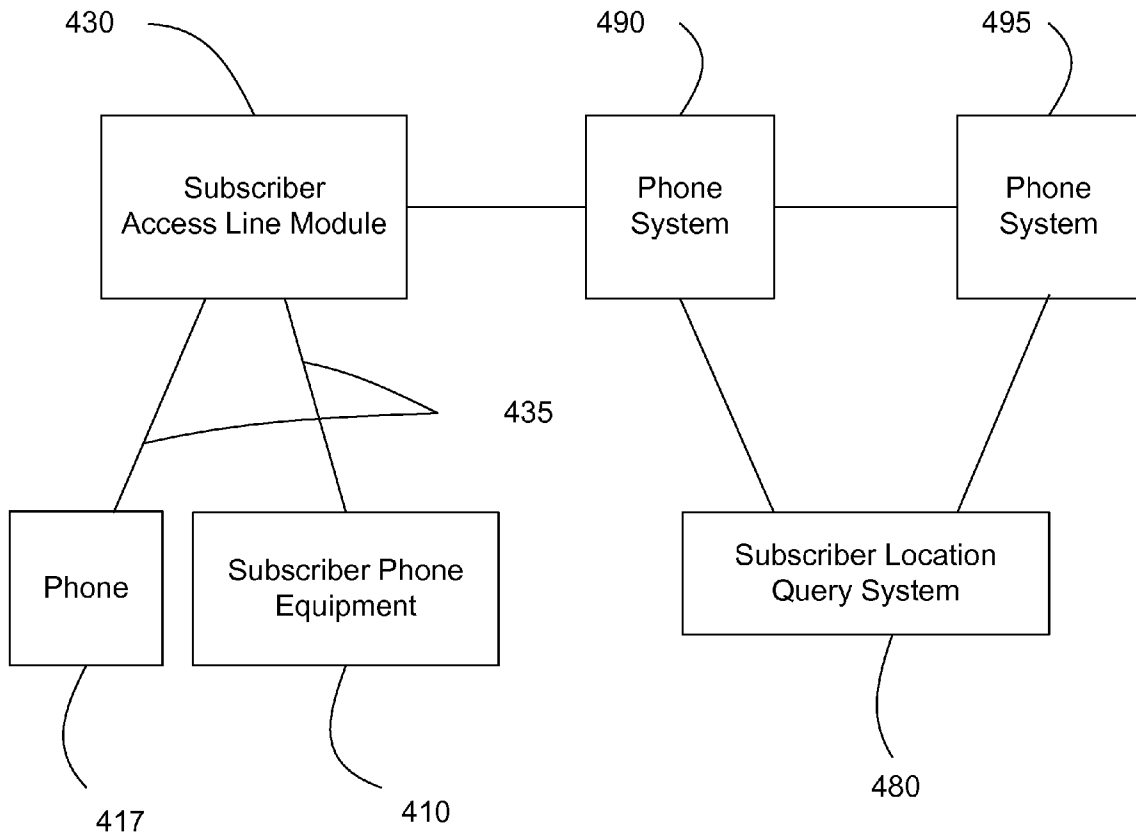 430
490
495
Subscriber
Access Line Module
Phone
System
Phone
System
435
Phone
Subscriber Phone
Equipment
Subscriber Location
Query System
417
410
480